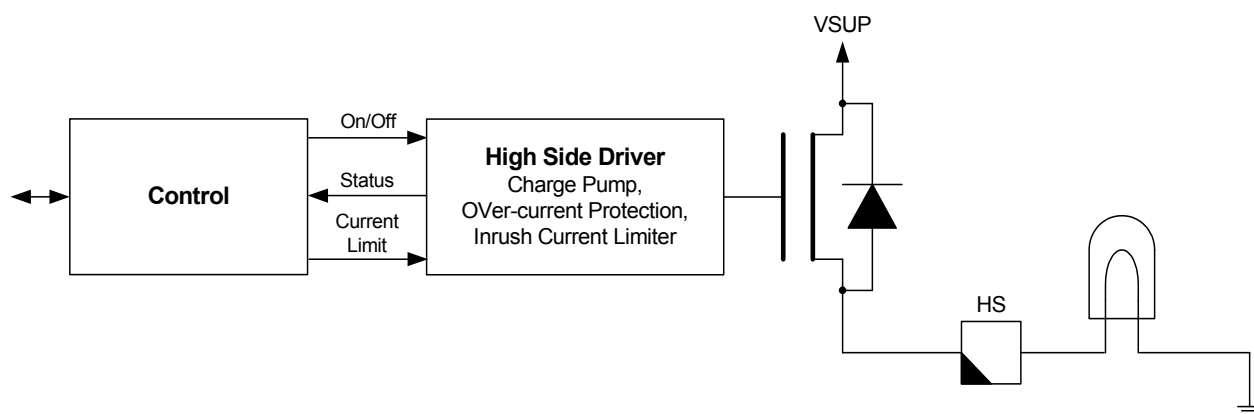 VSUP
Control
On/Off
Status
Current
Limit
High Side Driver
Charge Pump,
OVer-current Protection,
Inrush Current Limiter
HS